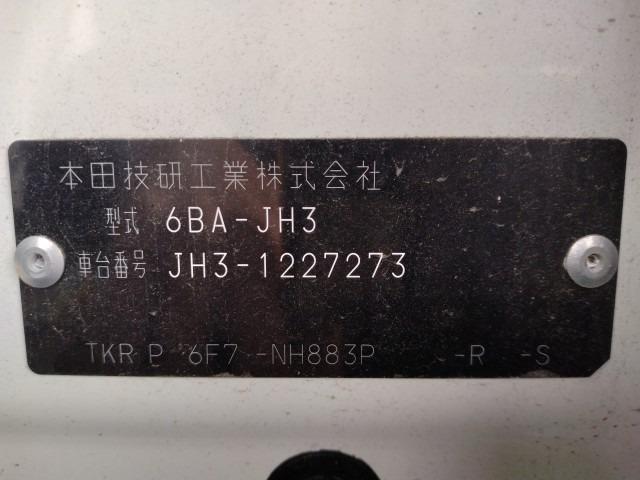 本田技研工業株式会社
型式 6BA-JH3
車台番号 JH3-1227273
TKR P 6F7 -NH883P -R -S